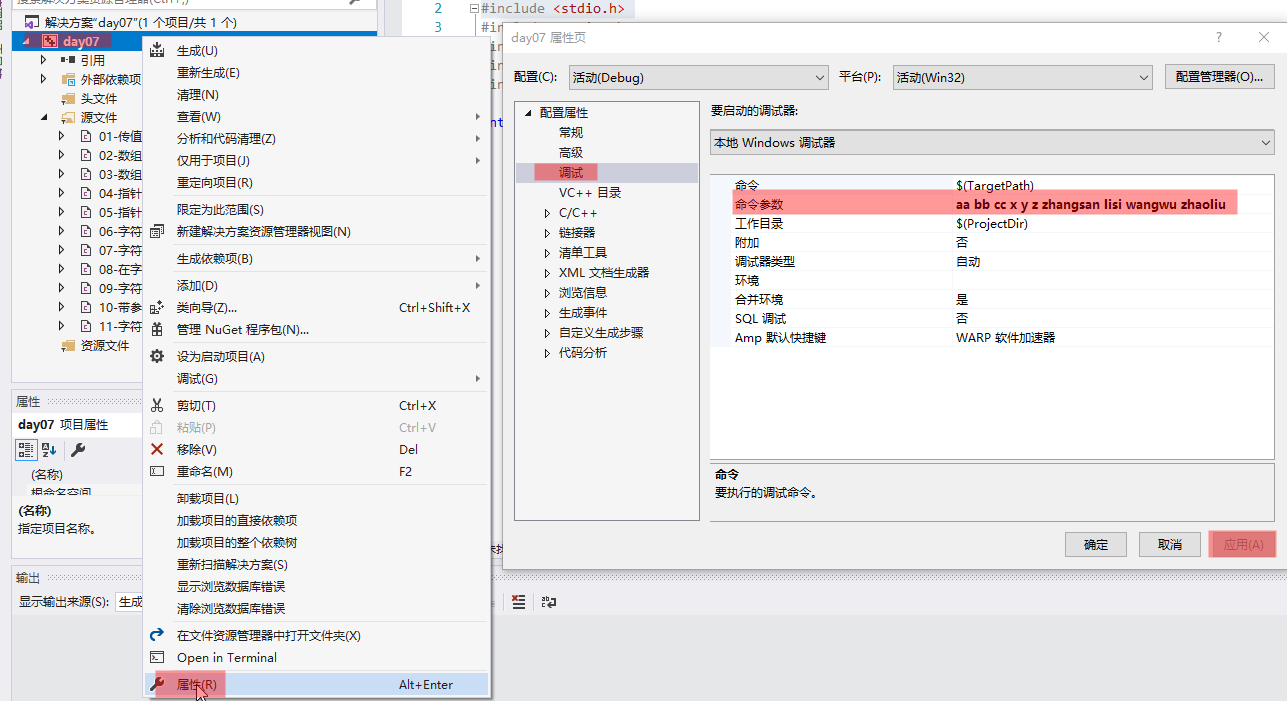 解决方案"day07"(1 个项目/共 1 个)
day07
引用
外部依赖项
头文件
源文件
01-传值
02-数组
03-数组
04-指针
05-指针
06-字符
07-字符
08-在字
09-字符
10-带参
11-字符
资源文件
属性
day07 项目属性
(名称)
根命名空间
(名称)
指定项目名称。
输出
显示输出来源(S): 生成
生成(U)
重新生成(E)
清理(N)
查看(W)
分析和代码清理(Z)
仅用于项目(J)
重定向项目(R)
限定为此范围(S)
新建解决方案资源管理器视图(N)
生成依赖项(B)
添加(D)
类向导(Z)... Ctrl+Shift+X
管理 NuGet 程序包(N)...
设为启动项目(A)
调试(G)
剪切(T) Ctrl+X
粘贴(P) Ctrl+V
移除(V) Del
重命名(M) F2
卸载项目(L)
加载项目的直接依赖项
加载项目的整个依赖树
重新扫描解决方案(S)
显示浏览数据库错误
清除浏览数据库错误
在文件资源管理器中打开文件夹(X)
Open in Terminal
属性(R) Alt+Enter
2 #include <stdio.h>
3 #in
day07 属性页
配置(C): 活动(Debug) 平台(P): 活动(Win32) 配置管理器(O)...
配置属性
常规
高级
调试
VC++ 目录
C/C++
链接器
清单工具
XML 文档生成器
浏览信息
生成事件
自定义生成步骤
代码分析
要启动的调试器:
本地 Windows 调试器
命令 $(TargetPath)
命令参数 aa bb cc x y z zhangsan lisi wangwu zhaoliu
工作目录 $(ProjectDir)
附加 否
调试器类型 自动
环境
合并环境 是
SQL 调试 否
Amp 默认快捷键 WARP 软件加速器
命令
要执行的调试命令。
确定 取消 应用(A)